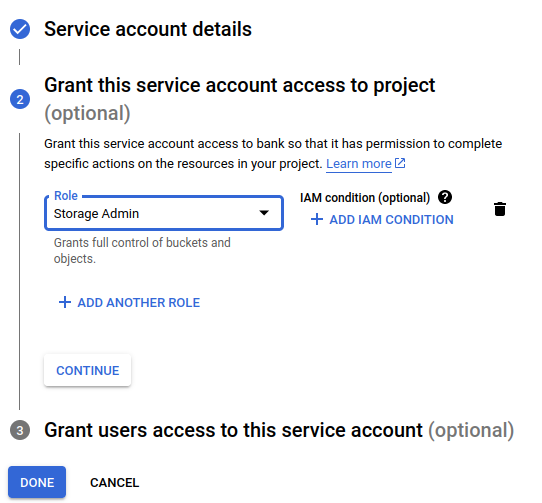 Service account details
2
Grant this service account access to project
(optional)
Grant this service account access to bank so that it has permission to complete
specific actions on the resources in your project. Learn more
Role
Storage Admin
IAM condition (optional) ?
+ ADD IAM CONDITION
Grants full control of buckets and
objects.
+ ADD ANOTHER ROLE
CONTINUE
3 Grant users access to this service account (optional)
DONE CANCEL